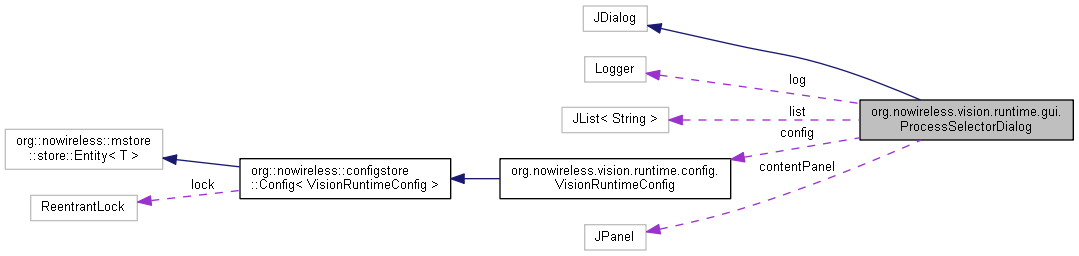 JDialog
Logger
log
org.nowireless.vision.runtime.gui.
ProcessSelectorDialog
JList< String >
list
config
org::nowireless::mstore
::store::Entity< T >
org::nowireless::configstore
::Config< VisionRuntimeConfig >
org.nowireless.vision.runtime.config.
VisionRuntimeConfig
contentPanel
lock
ReentrantLock
JPanel